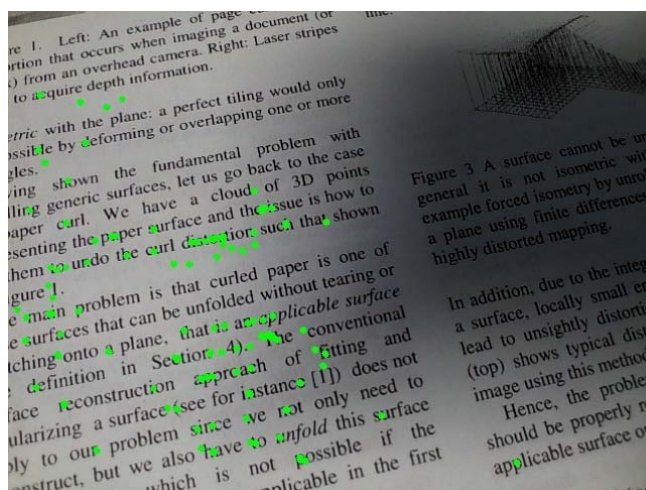 re 1. Left: An example of page
ortion that occurs when imaging a document (or
) from an overhead camera. Right: Laser stripes
to acquire depth information.
etric with the plane: a perfect tiling would only
ossible by deforming or overlapping one or more
gles.
ving shown the fundamental problem with
lling generic surfaces, let us go back to the case
paper curl. We have a cloud of 3D points
esenting the paper surface and the issue is how to
them to undo the curl distortion such that shown
igure 1.
e main problem is that curled paper is one of
e surfaces that can be unfolded without tearing or
tching onto a plane, that is an applicable surface
e definition in Section 4). The conventional
face reconstruction approach of fitting and
ularizing a surface (see for instance [1]) does not
ply to our problem since we not only need to
onstruct, but we also have to unfold this surface
which is not possible if the
plicable in the first
Figure 3 A surface cannot be un
general it is not isometric wit
example forced isometry by unrol
a plane using finite differences
highly distorted mapping.
In addition, due to the integ
a surface, locally small er
lead to unsightly distorti
(top) shows typical dist
image using this method
Hence, the proble
should be properly r
applicable surface o